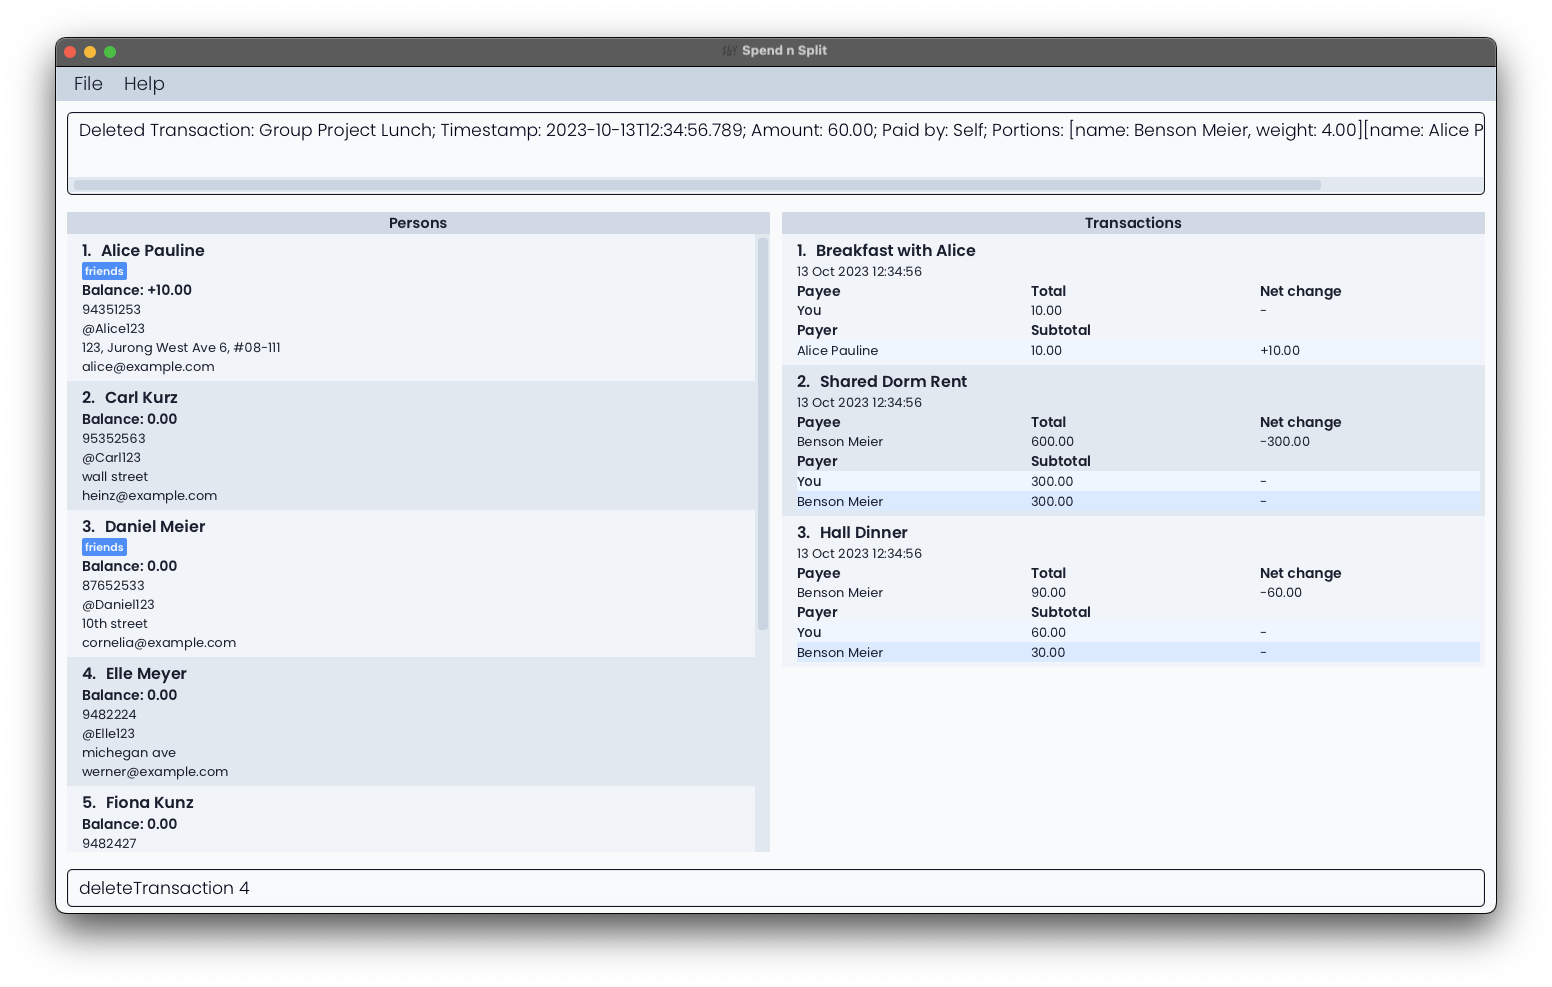 Spend n Split
File Help
Deleted Transaction: Group Project Lunch; Timestamp: 2023-10-13T12:34:56.789; Amount: 60.00; Paid by: Self; Portions: [name: Benson Meier, weight: 4.00][name: Alice P
Persons
1. Alice Pauline
friends
Balance: +10.00
94351253
@Alice123
123, Jurong West Ave 6, #08-111
alice@example.com
2. Carl Kurz
Balance: 0.00
95352563
@Carl123
wall street
heinz@example.com
3. Daniel Meier
friends
Balance: 0.00
87652533
@Daniel123
10th street
cornelia@example.com
4. Elle Meyer
Balance: 0.00
9482224
@Elle123
michegan ave
werner@example.com
5. Fiona Kunz
Balance: 0.00
9482427
Transactions
1. Breakfast with Alice
13 Oct 2023 12:34:56
Payee Total Net change
You 10.00 -
Payer Subtotal
Alice Pauline 10.00 +10.00
2. Shared Dorm Rent
13 Oct 2023 12:34:56
Payee Total Net change
Benson Meier 600.00 -300.00
Payer Subtotal
You 300.00 -
Benson Meier 300.00 -
3. Hall Dinner
13 Oct 2023 12:34:56
Payee Total Net change
Benson Meier 90.00 -60.00
Payer Subtotal
You 60.00 -
Benson Meier 30.00 -
deleteTransaction 4